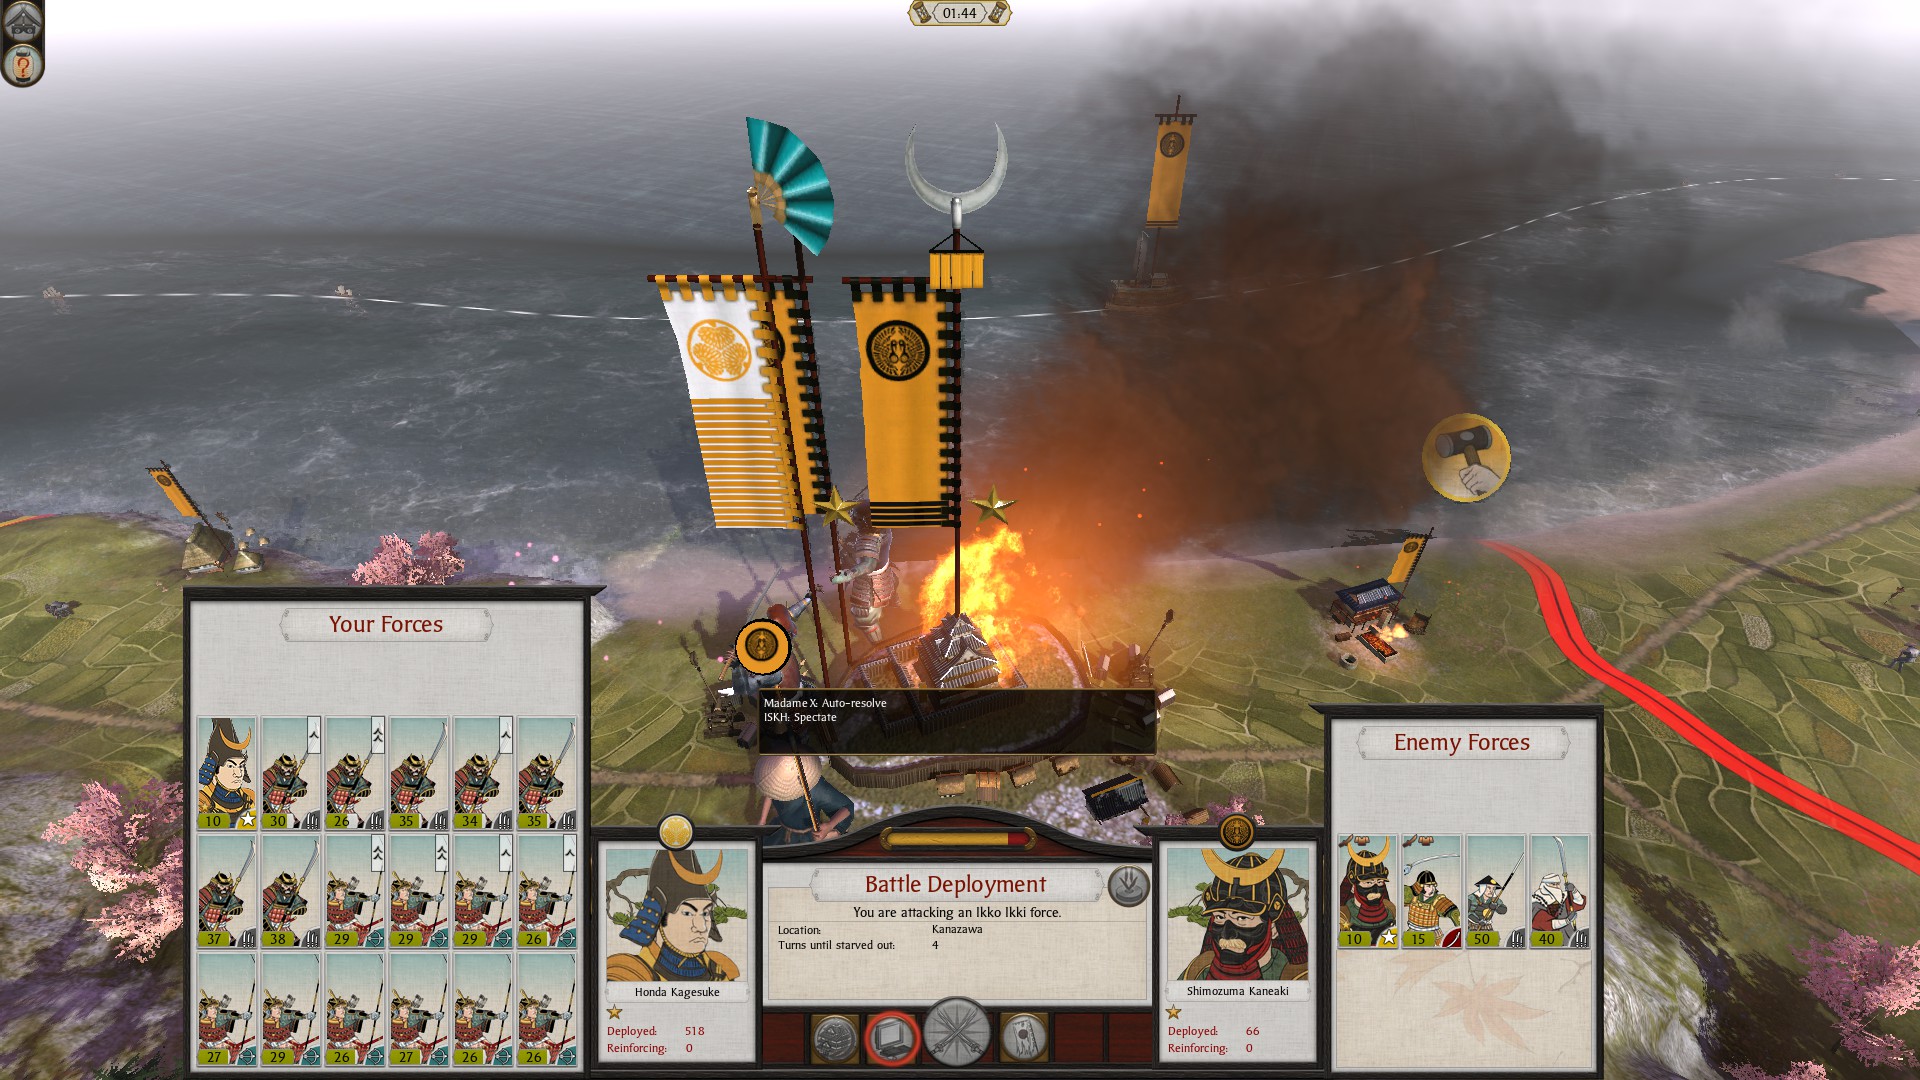 01:44
Your Forces
10 30 26 35 34 35
37 38 29 29 29 26
27 29 26 27 26 26
Madame X: Auto-resolve
ISKH: Spectate
Battle Deployment
You are attacking an Ikko Ikki force.
Location: Kanazawa
Turns until starved out: 4
Honda Kagesuke
Deployed: 518
Reinforcing: 0
Shimozuma Kaneaki
Deployed: 66
Reinforcing: 0
Enemy Forces
10 15 50 40